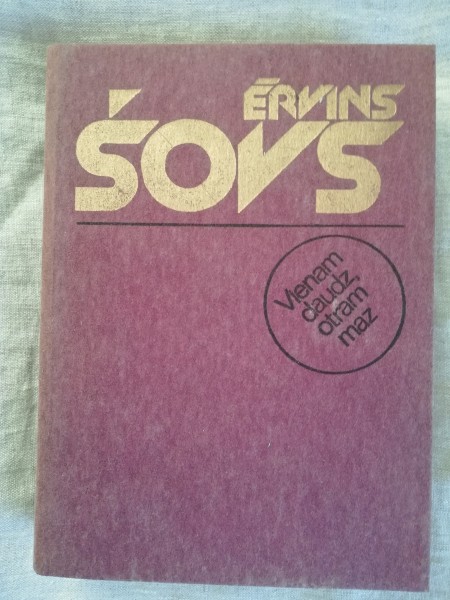 ĒRVINS
ŠOVS
Vienam
daudz,
otram
maz